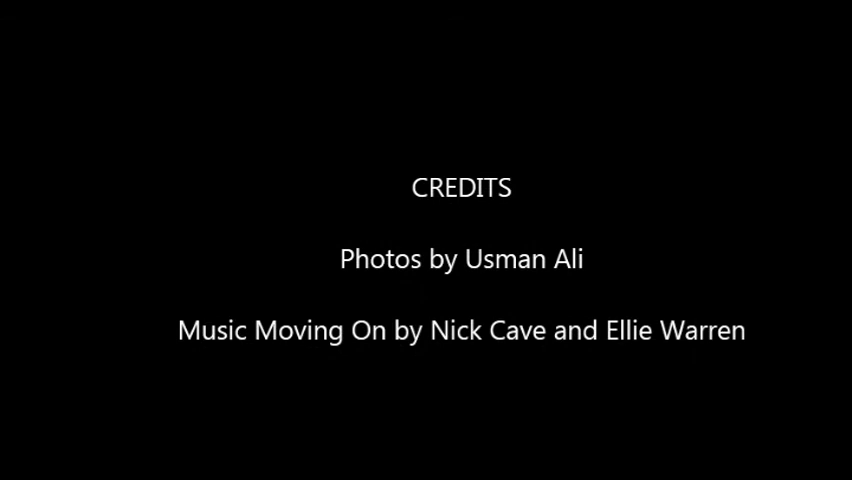 CREDITS
Photos by Usman Ali
Music Moving On by Nick Cave and Ellie Warren